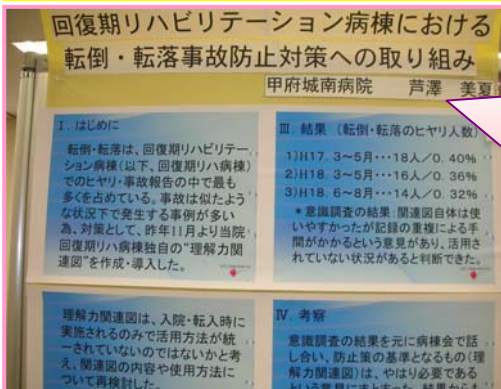 回復期リハビリテーション病棟における
転倒・転落事故防止対策への取り組み
甲府城南病院 芦澤 美夏
Ⅰ. はじめに
転倒・転落は、回復期リハビリテー
ション病棟(以下、回復期リハ病棟)
でのヒヤリ・事故報告の中で最も
多くを占めている。事故は似たよう
な状況下で発生する事例が多い
為、対策として、昨年11月より当院
回復期リハ病棟独自の“理解力関
連図”を作成・導入した。
理解力関連図は、入院・転入時に
実施されるのみで活用方法が統
一されていないのではないかと考
え、関連図の内容や使用方法に
ついて再検討した。
Ⅲ. 結果 (転倒・転落のヒヤリ人数)
1)H17. 3~5月・・・18人/0. 40%
2)H18. 3~5月・・・16人/0. 36%
3)H18. 6~8月・・・14人/0. 32%
*意識調査の結果:関連図自体は使
いやすかったが記録の重複による手
間がかかるという意見があり、活用さ
れていない状況があると判断できた。
Ⅳ. 考察
意識調査の結果を元に病棟会で話
し合い、防止策の基準となるもの(理
解力関連図)は、やはり必要である